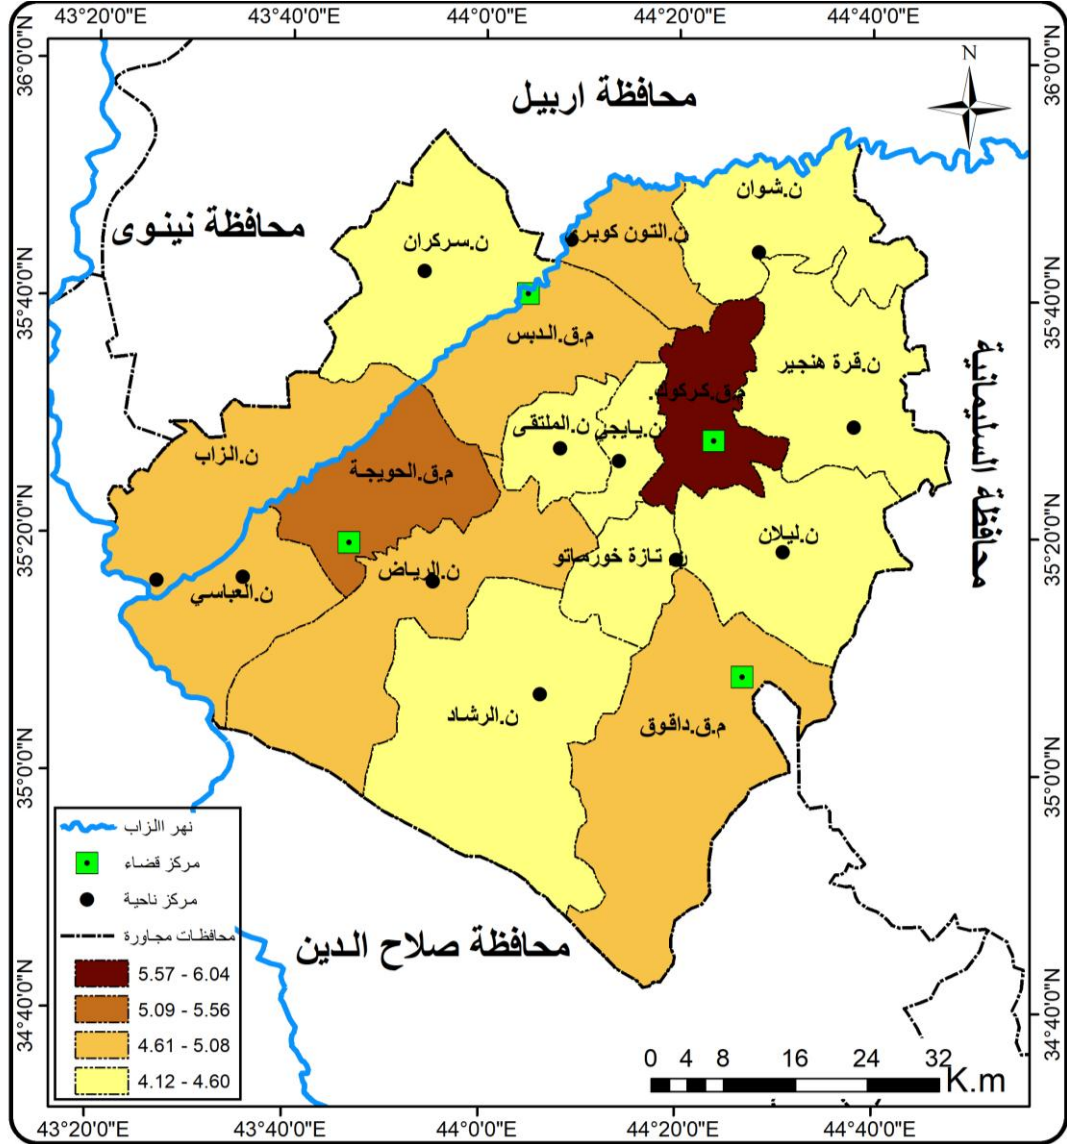 43°20'0"E 43°40'0"E 44°0'0"E 44°20'0"E 44°40'0"E
N
36°0'0"N
36°0'0"N
محافظة اربيل
ن.شوان
محافظة نينوى
ن.سركران
ن.التون كوبري
35°40'0"N
35°40'0"N
م.ق.الدبس
ن.قرة هنجير
محافظة السليمانية
م.ق.كركوك.
ن.الملتقى
ن.يايجي
ن.الزاب
م.ق.الحويجة
35°20'0"N
35°20'0"N
ن.ليلان
ن. تازة خورماتو
ن.الرياض
ن.العباسي
ن.الرشاد
م.ق.داقوق
35°0'0"N
35°0'0"N
نهر االزاب
مركز قضاء
مركز ناحية
محافظات مجاورة
5.57 - 6.04
5.09 - 5.56
4.61 - 5.08
4.12 - 4.60
محافظة صلاح الدين
34°40'0"N
34°40'0"N
0 4 8 16 24 32
K.m
43°20'0"E 43°40'0"E 44°0'0"E 44°20'0"E 44°40'0"E